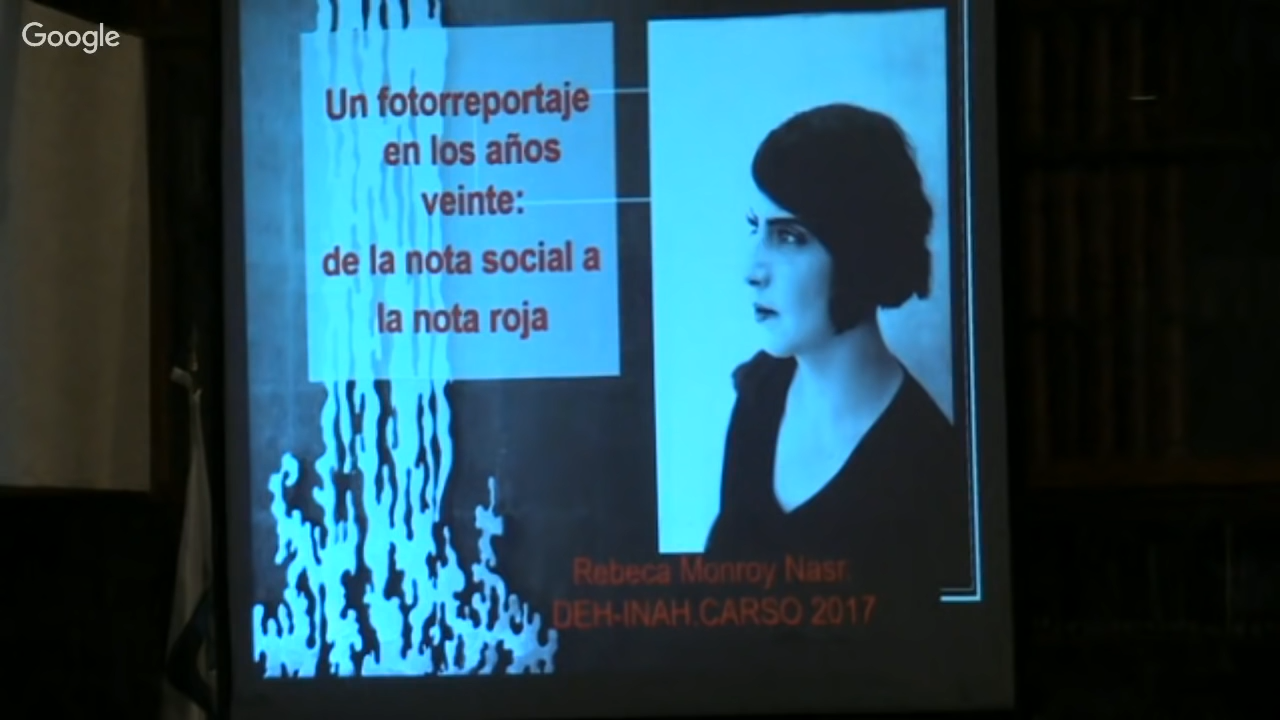 Google
Un fotorreportaje
en los años
veinte:
de la nota social a
la nota roja
Rebeca Monroy Nasr.
DEH-INAH.CARSO 2017